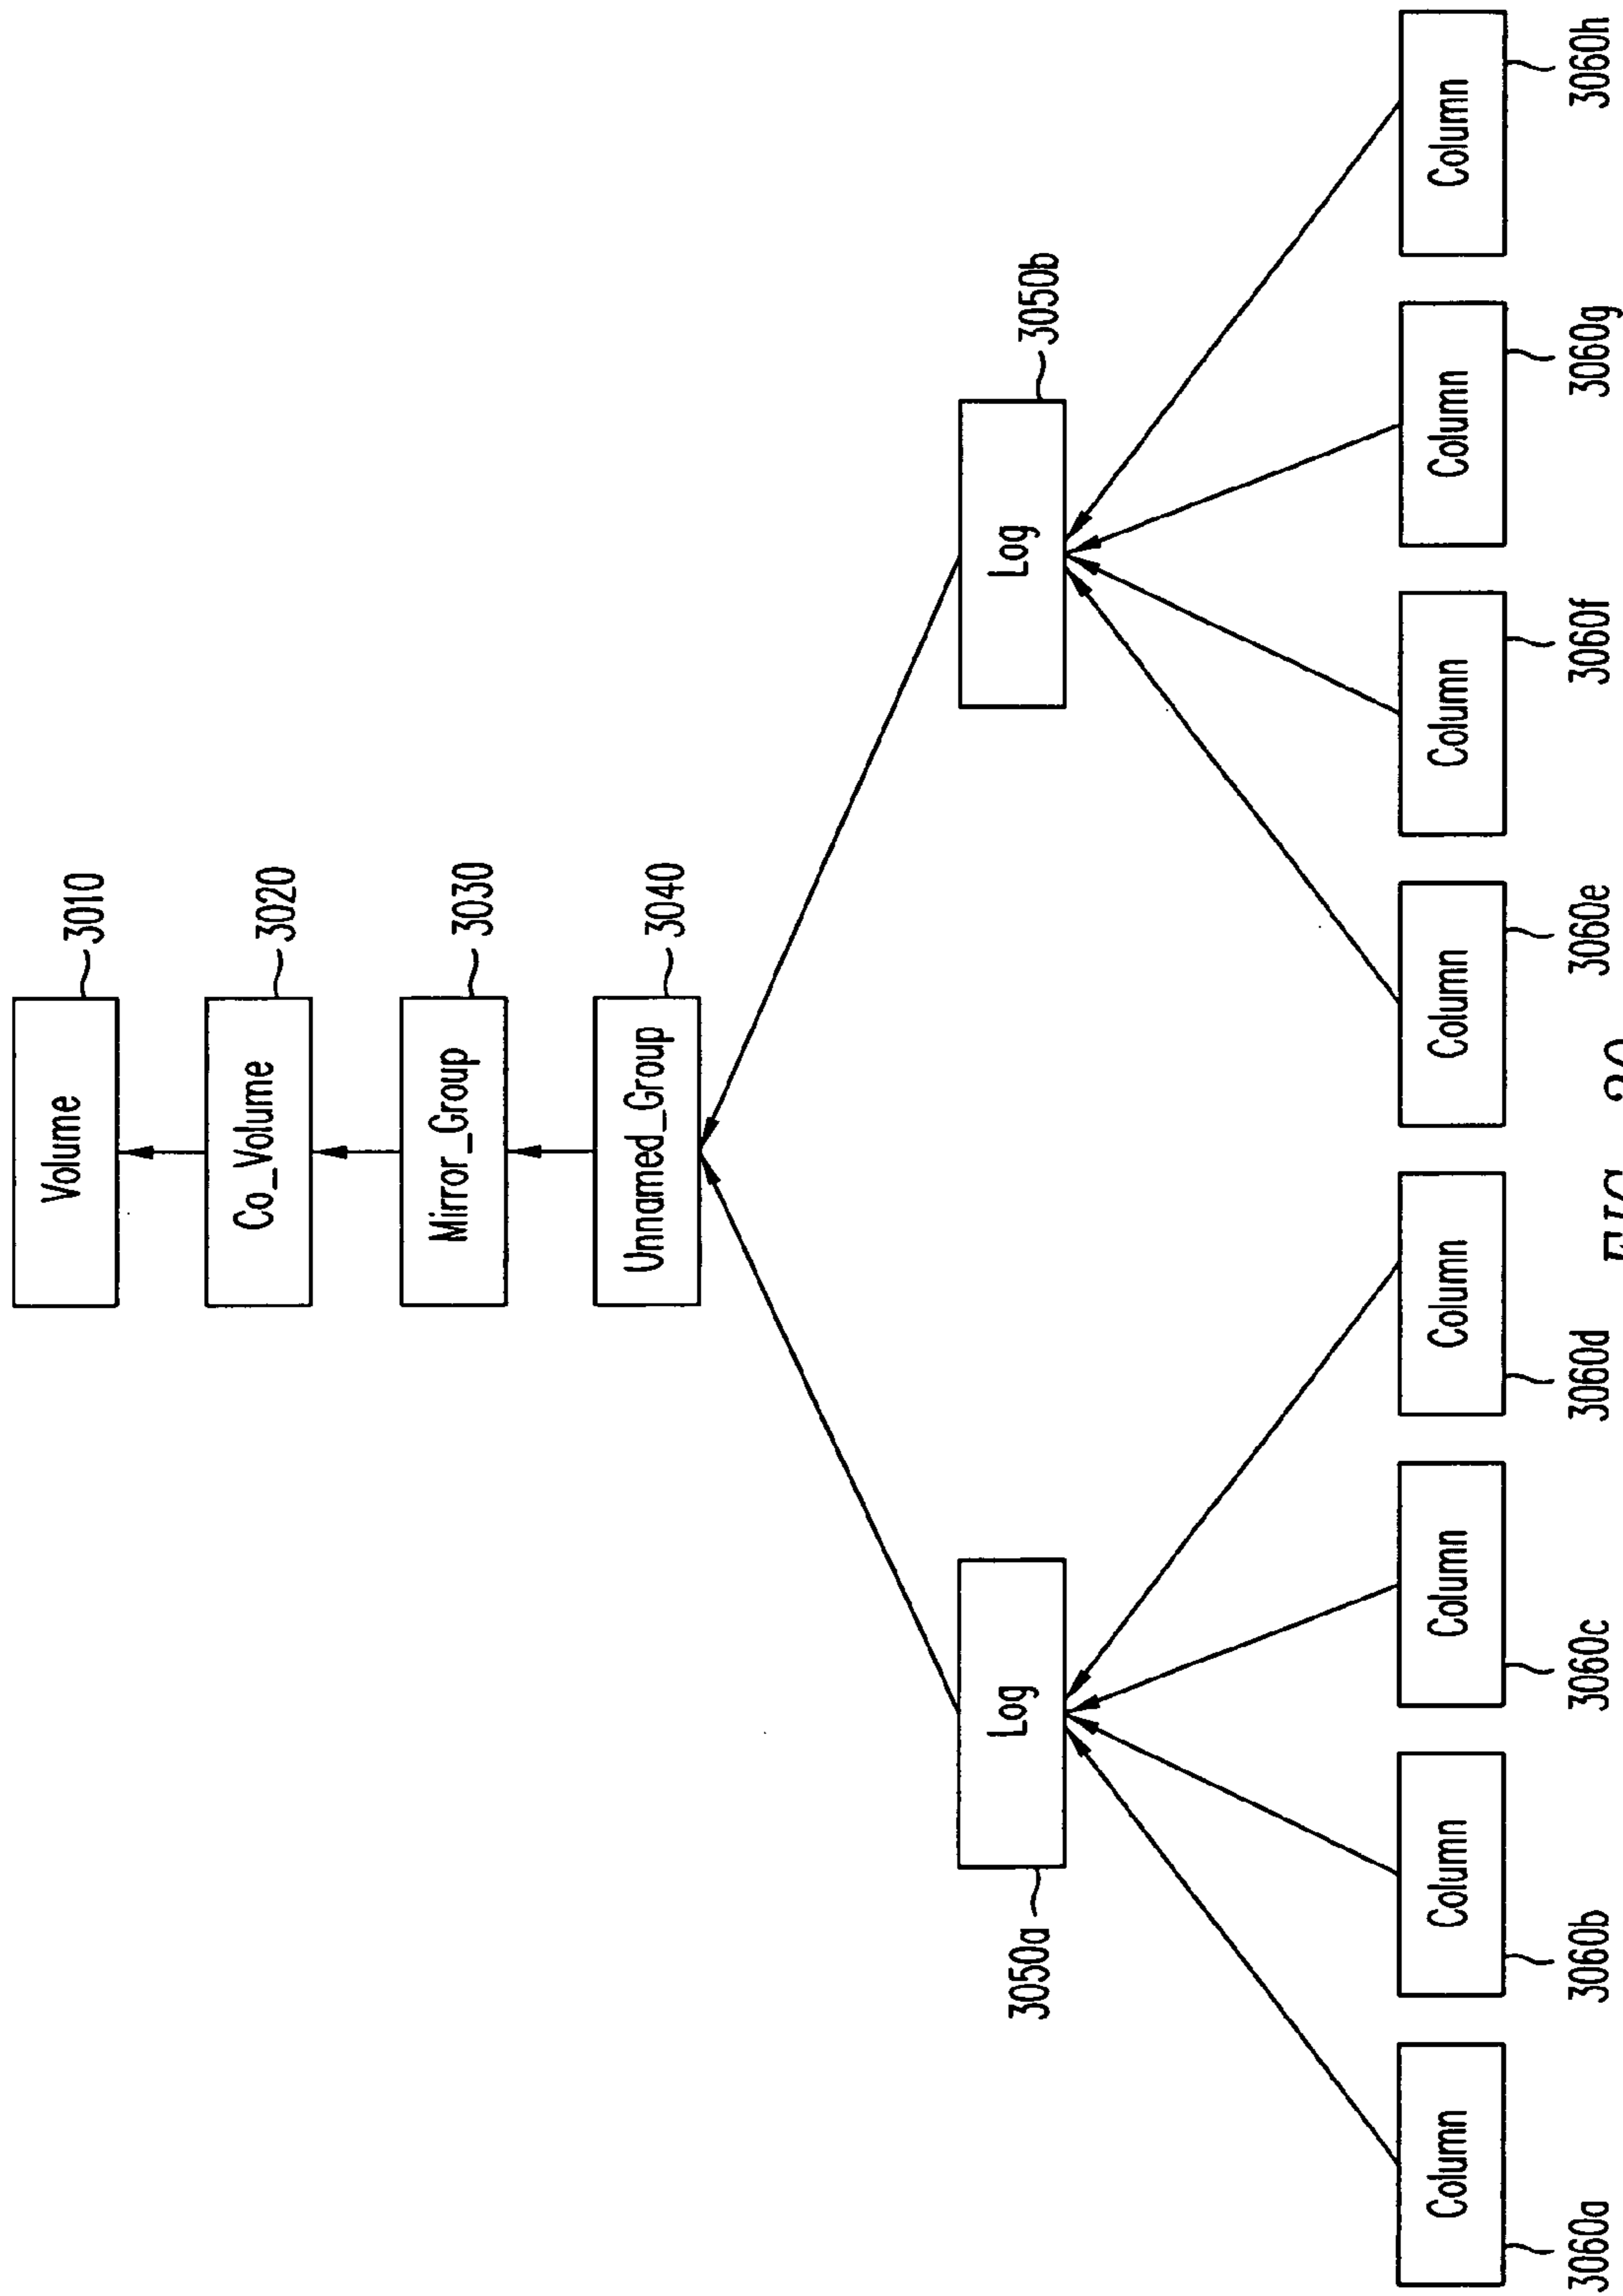 Volume
3010
Co_Volume
3020
Mirror_Group
3030
Unnamed_Group
3040
Log
3050a
Log
3050b
Column
3060a
Column
3060b
Column
3060c
Column
3060d
Column
3060e
Column
3060f
Column
3060g
Column
3060h